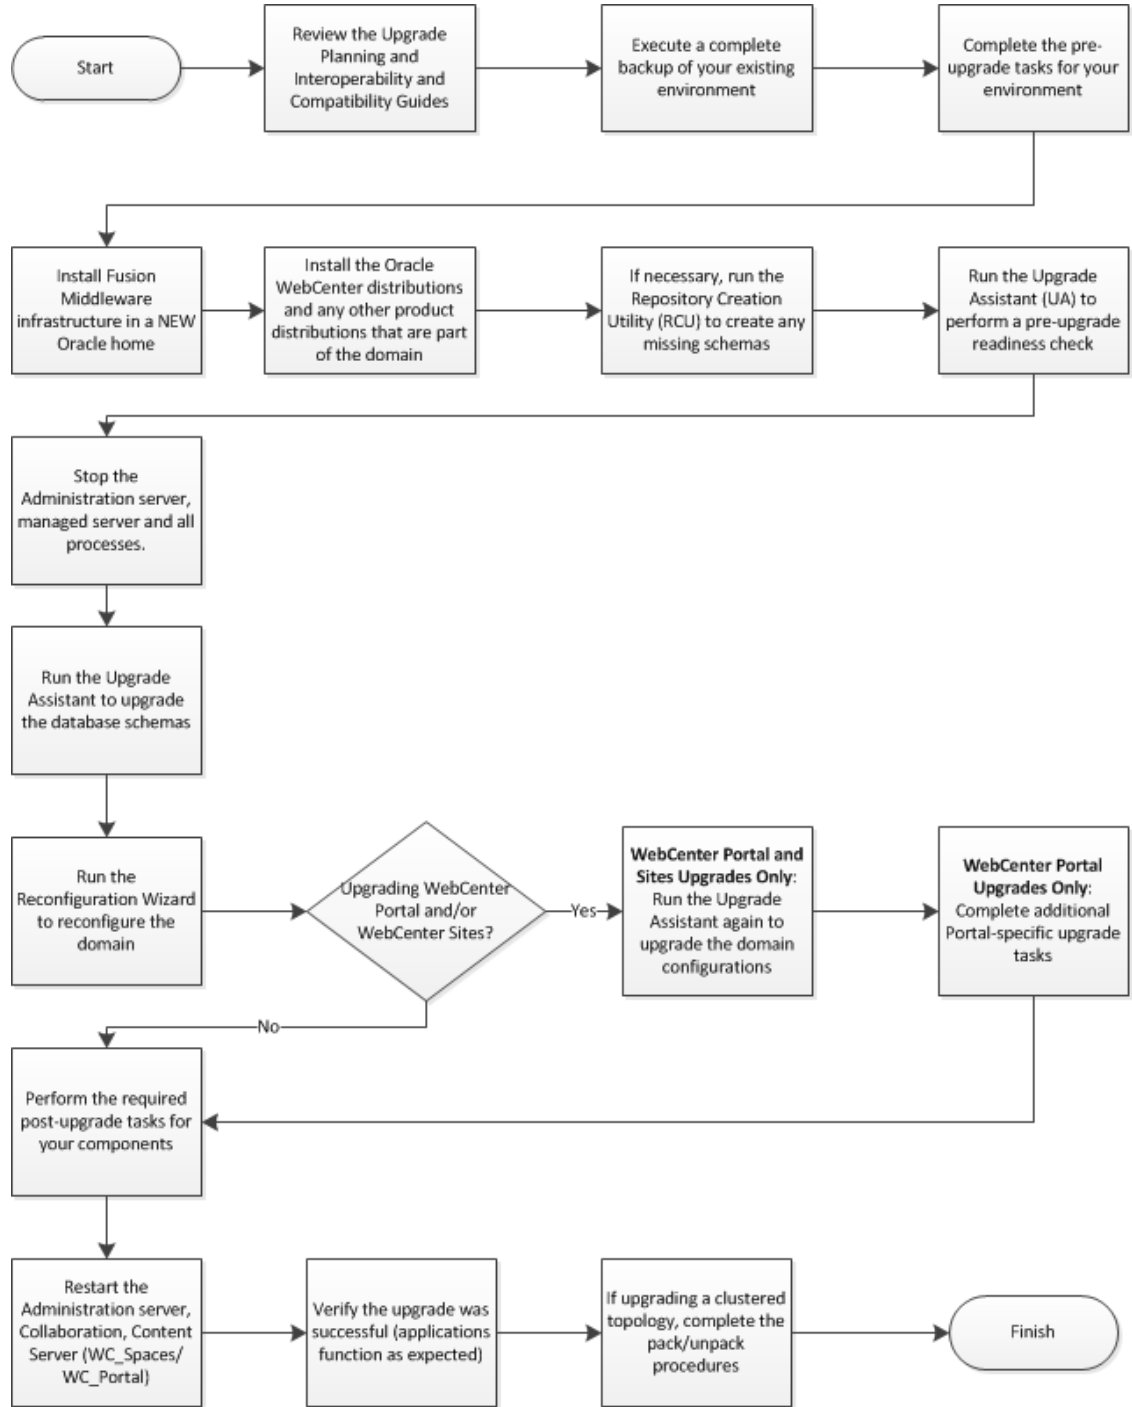 Start
Review the Upgrade
Planning and
Interoperability and
Compatibility Guides
Execute a complete
backup of your existing
environment
Complete the pre-
upgrade tasks for your
environment
Install Fusion
Middleware
infrastructure in a NEW
Oracle home
Install the Oracle
WebCenter distributions
and any other product
distributions that are part
of the domain
If necessary, run the
Repository Creation
Utility (RCU) to create any
missing schemas
Run the Upgrade
Assistant (UA) to
perform a pre-upgrade
readiness check
Stop the
Administration server,
managed server and all
processes.
Run the Upgrade
Assistant to upgrade
the database schemas
Run the
Reconfiguration Wizard
to reconfigure the
domain
Upgrading WebCenter
Portal and/or
WebCenter Sites?
Yes
WebCenter Portal and
Sites Upgrades Only:
Run the Upgrade
Assistant again to
upgrade the domain
configurations
WebCenter Portal
Upgrades Only:
Complete additional
Portal-specific upgrade
tasks
No
Perform the required
post-upgrade tasks for
your components
Restart the
Administration server,
Collaboration, Content
Server (WC_Spaces/
WC_Portal)
Verify the upgrade was
successful (applications
function as expected)
If upgrading a clustered
topology, complete the
pack/unpack
procedures
Finish